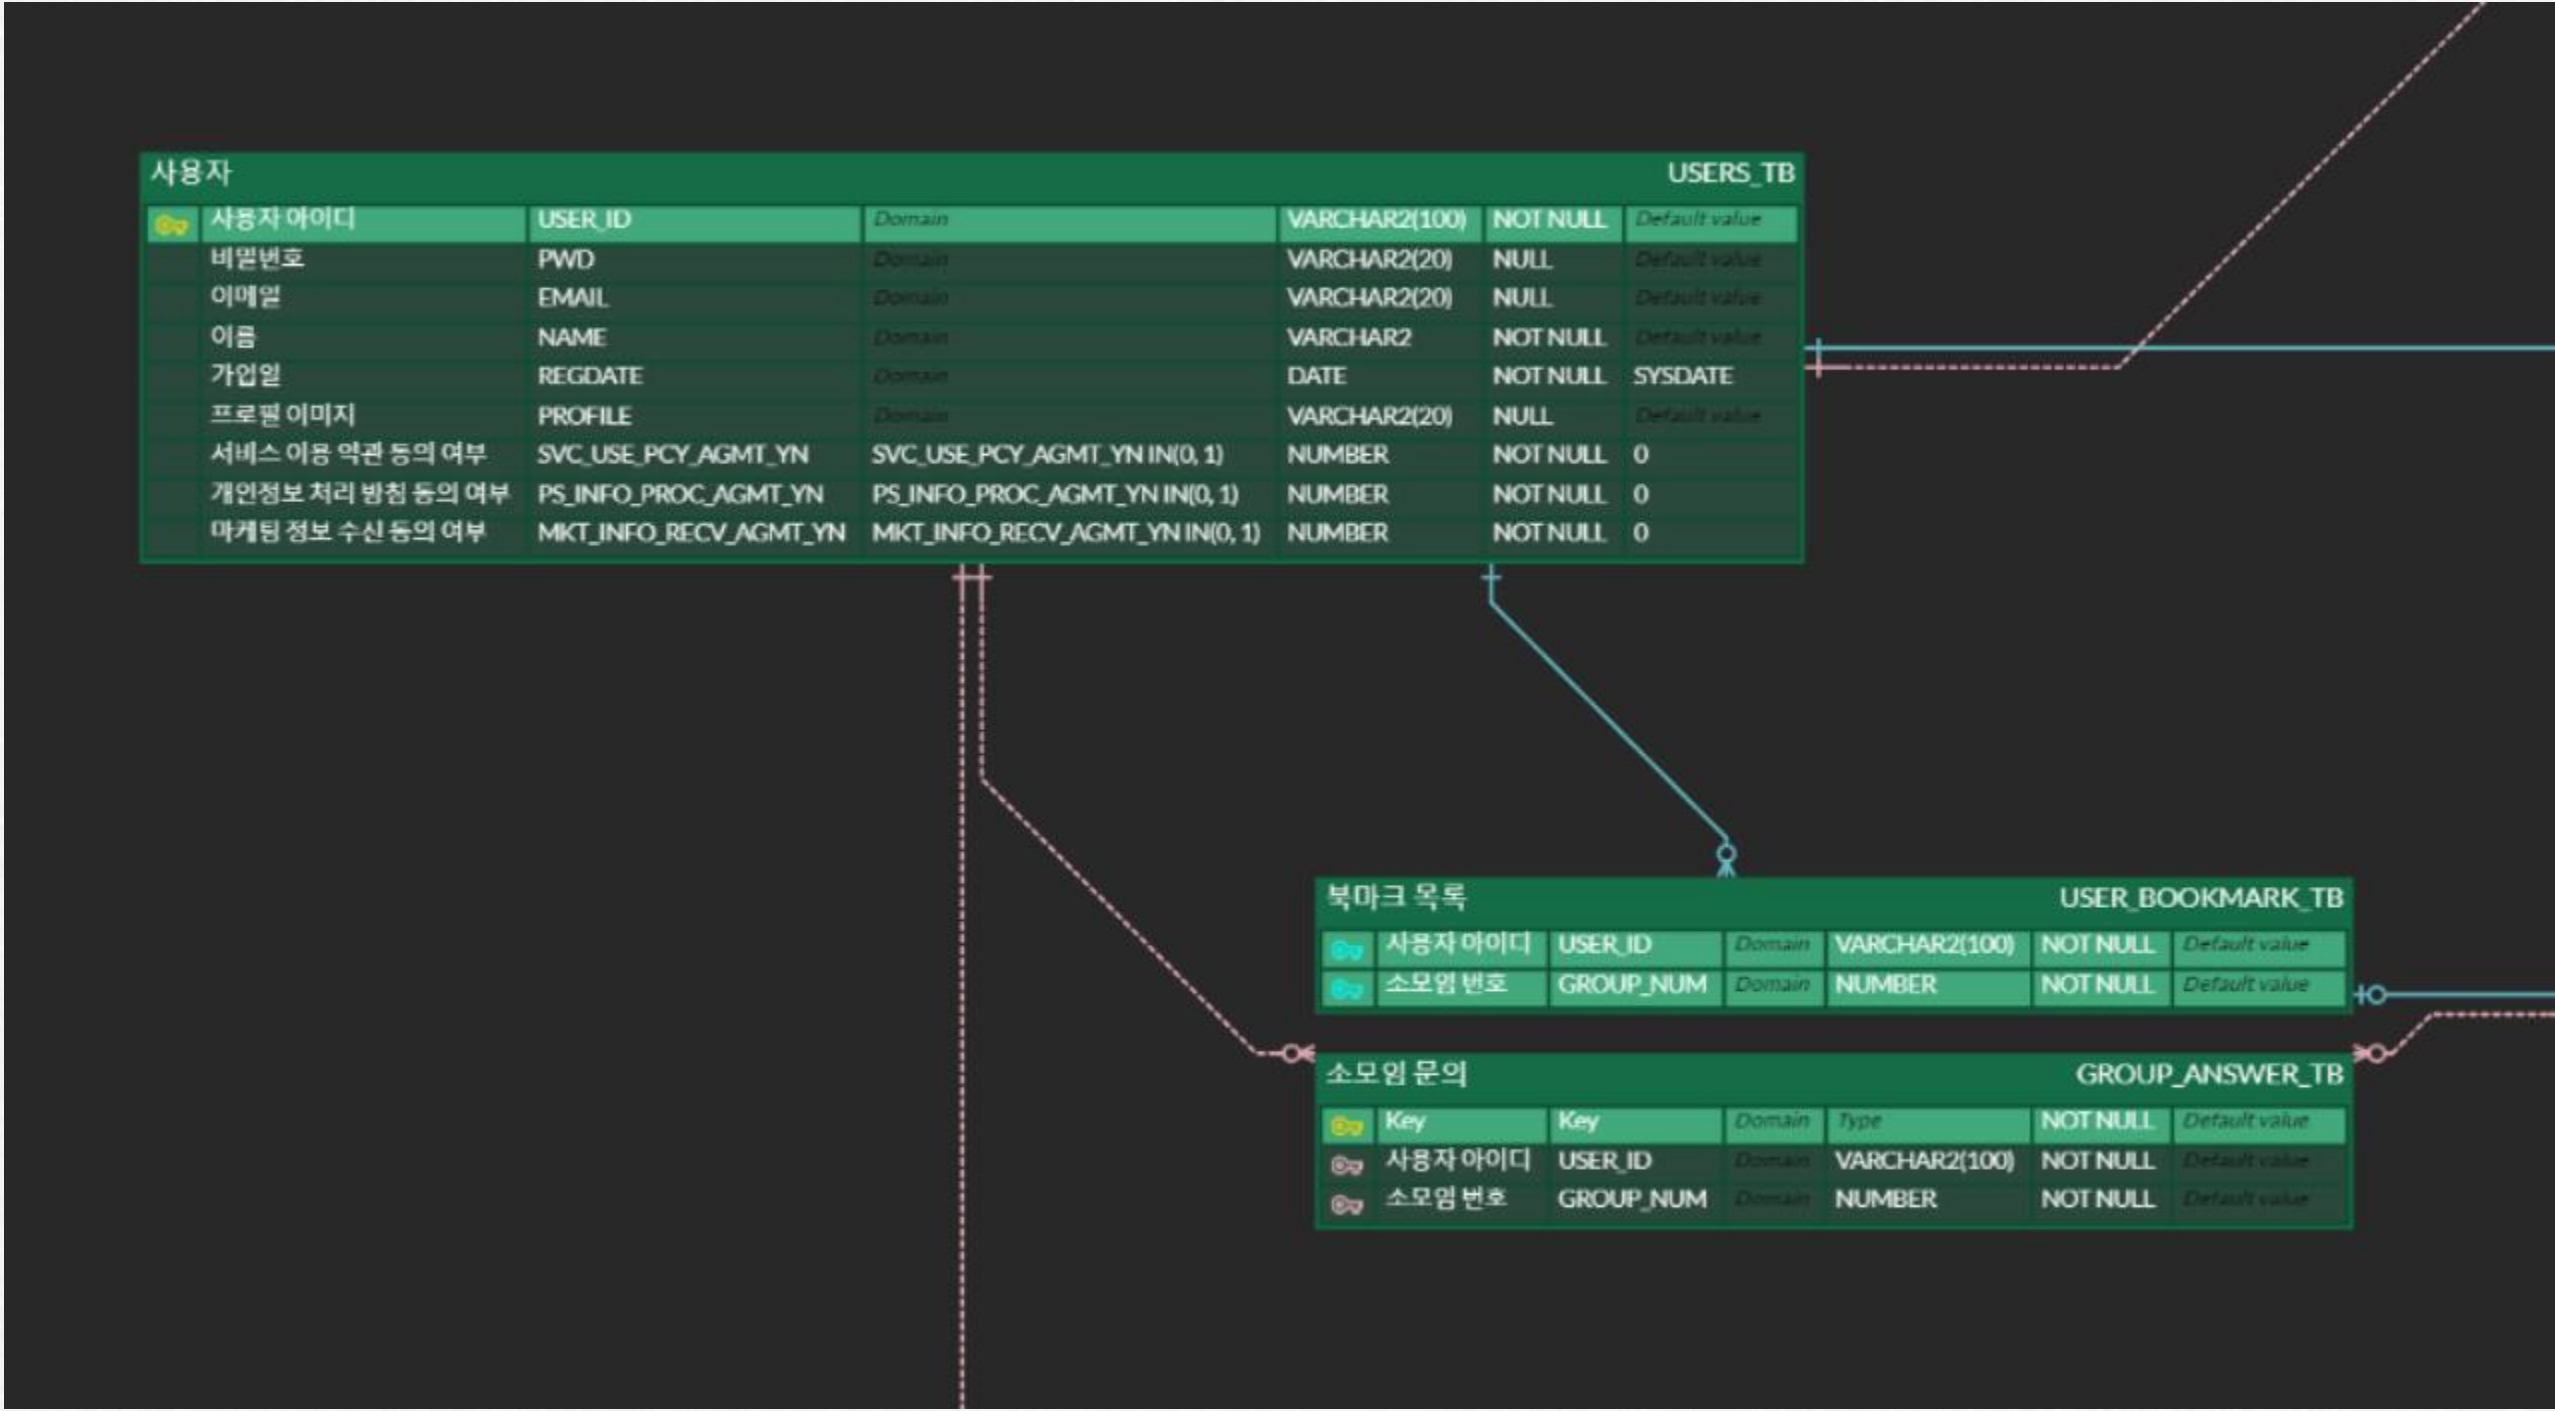 사용자 USERS_TB
사용자 아이디 USER_ID Domain VARCHAR2(100) NOT NULL Default value
비밀번호 PWD Domain VARCHAR2(20) NULL Default value
이메일 EMAIL Domain VARCHAR2(20) NULL Default value
이름 NAME Domain VARCHAR2 NOT NULL Default value
가입일 REGDATE Domain DATE NOT NULL SYSDATE
프로필 이미지 PROFILE Domain VARCHAR2(20) NULL Default value
서비스 이용 약관 동의 여부 SVC_USE_PCY_AGMT_YN SVC_USE_PCY_AGMT_YN IN(0, 1) NUMBER NOT NULL 0
개인정보 처리 방침 동의 여부 PS_INFO_PROC_AGMT_YN PS_INFO_PROC_AGMT_YN IN(0, 1) NUMBER NOT NULL 0
마케팅 정보 수신 동의 여부 MKT_INFO_RECV_AGMT_YN MKT_INFO_RECV_AGMT_YN IN(0, 1) NUMBER NOT NULL 0
북마크 목록 USER_BOOKMARK_TB
사용자 아이디 USER_ID Domain VARCHAR2(100) NOT NULL Default value
소모임 번호 GROUP_NUM Domain NUMBER NOT NULL Default value
소모임 문의 GROUP_ANSWER_TB
Key Key Domain Type NOT NULL Default value
사용자 아이디 USER_ID Domain VARCHAR2(100) NOT NULL Default value
소모임 번호 GROUP_NUM Domain NUMBER NOT NULL Default value